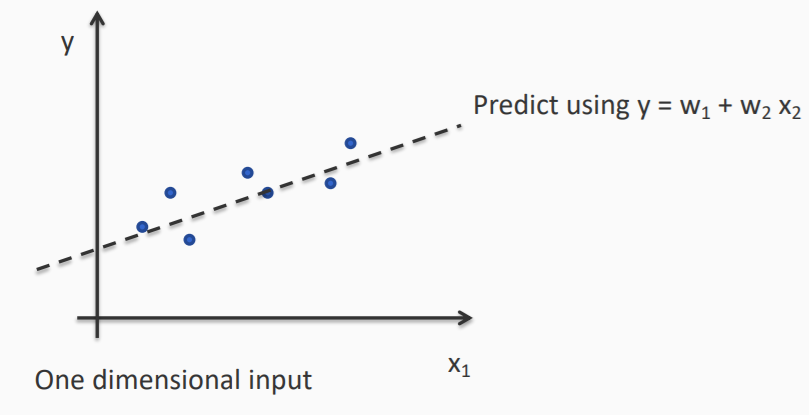 y
Predict using y = w₁ + w₂ x₂
x₁
One dimensional input